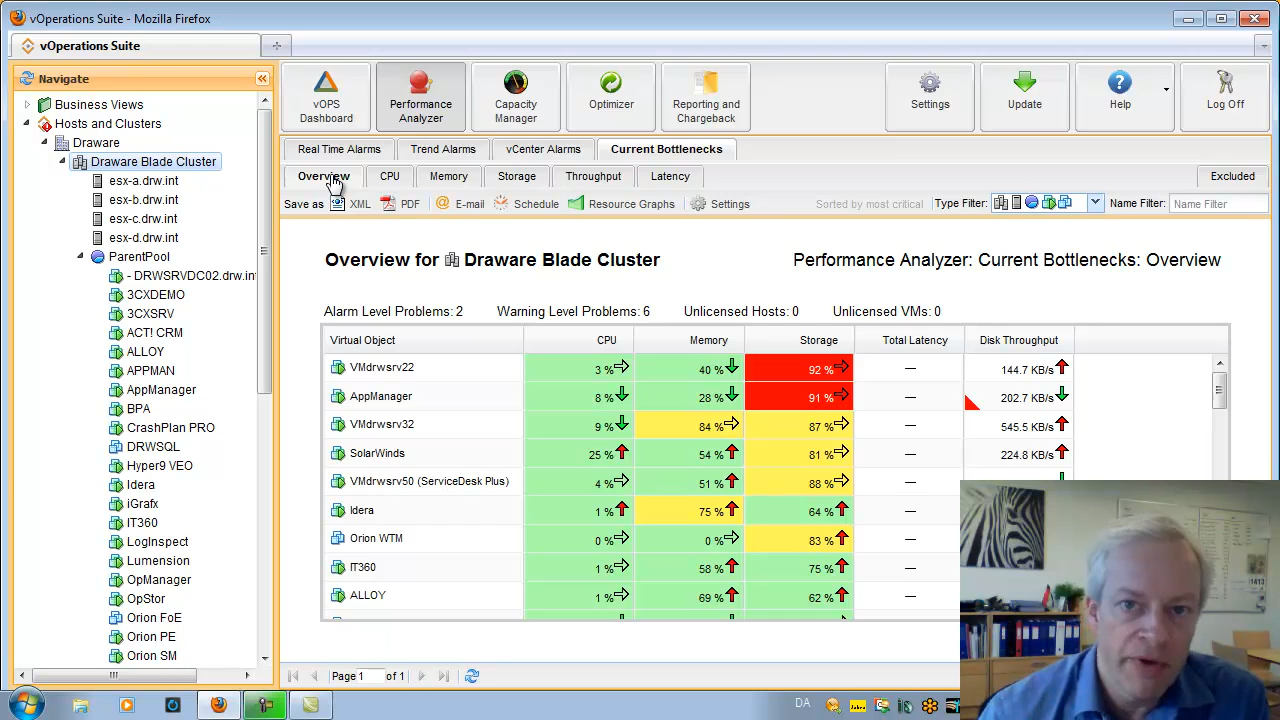 vOperations Suite - Mozilla Firefox
vOperations Suite
Navigate
Business Views
Hosts and Clusters
Draware
Draware Blade Cluster
esx-a.drw.int
esx-b.drw.int
esx-c.drw.int
esx-d.drw.int
ParentPool
- DRWSRVDC02.drw.in
3CXDEMO
3CXSRV
ACT! CRM
ALLOY
APPMAN
AppManager
BPA
CrashPlan PRO
DRWSQL
Hyper9 VEO
Idera
iGrafx
IT360
LogInspect
Lumension
OpManager
OpStor
Orion FoE
Orion PE
Orion SM
vOPS Dashboard
Performance Analyzer
Capacity Manager
Optimizer
Reporting and Chargeback
Settings
Update
Help
Log Off
Real Time Alarms Trend Alarms vCenter Alarms Current Bottlenecks
Overview CPU Memory Storage Throughput Latency Excluded
Save as XML PDF E-mail Schedule Resource Graphs Settings Sorted by most critical Type Filter: Name Filter: Name Filter
Overview for Draware Blade Cluster Performance Analyzer: Current Bottlenecks: Overview
Alarm Level Problems: 2 Warning Level Problems: 6 Unlicensed Hosts: 0 Unlicensed VMs: 0
Virtual Object CPU Memory Storage Total Latency Disk Throughput
VMdrwsrv22 3 % 40 % 92 % — 144.7 KB/s
AppManager 8 % 28 % 91 % — 202.7 KB/s
VMdrwsrv32 9 % 84 % 87 % — 545.5 KB/s
SolarWinds 25 % 54 % 81 % — 224.8 KB/s
VMdrwsrv50 (ServiceDesk Plus) 4 % 51 % 88 % —
Idera 1 % 75 % 64 % —
Orion WTM 0 % 0 % 83 % —
IT360 1 % 58 % 75 % —
ALLOY 1 % 69 % 62 % —
Page 1 of 1
DA